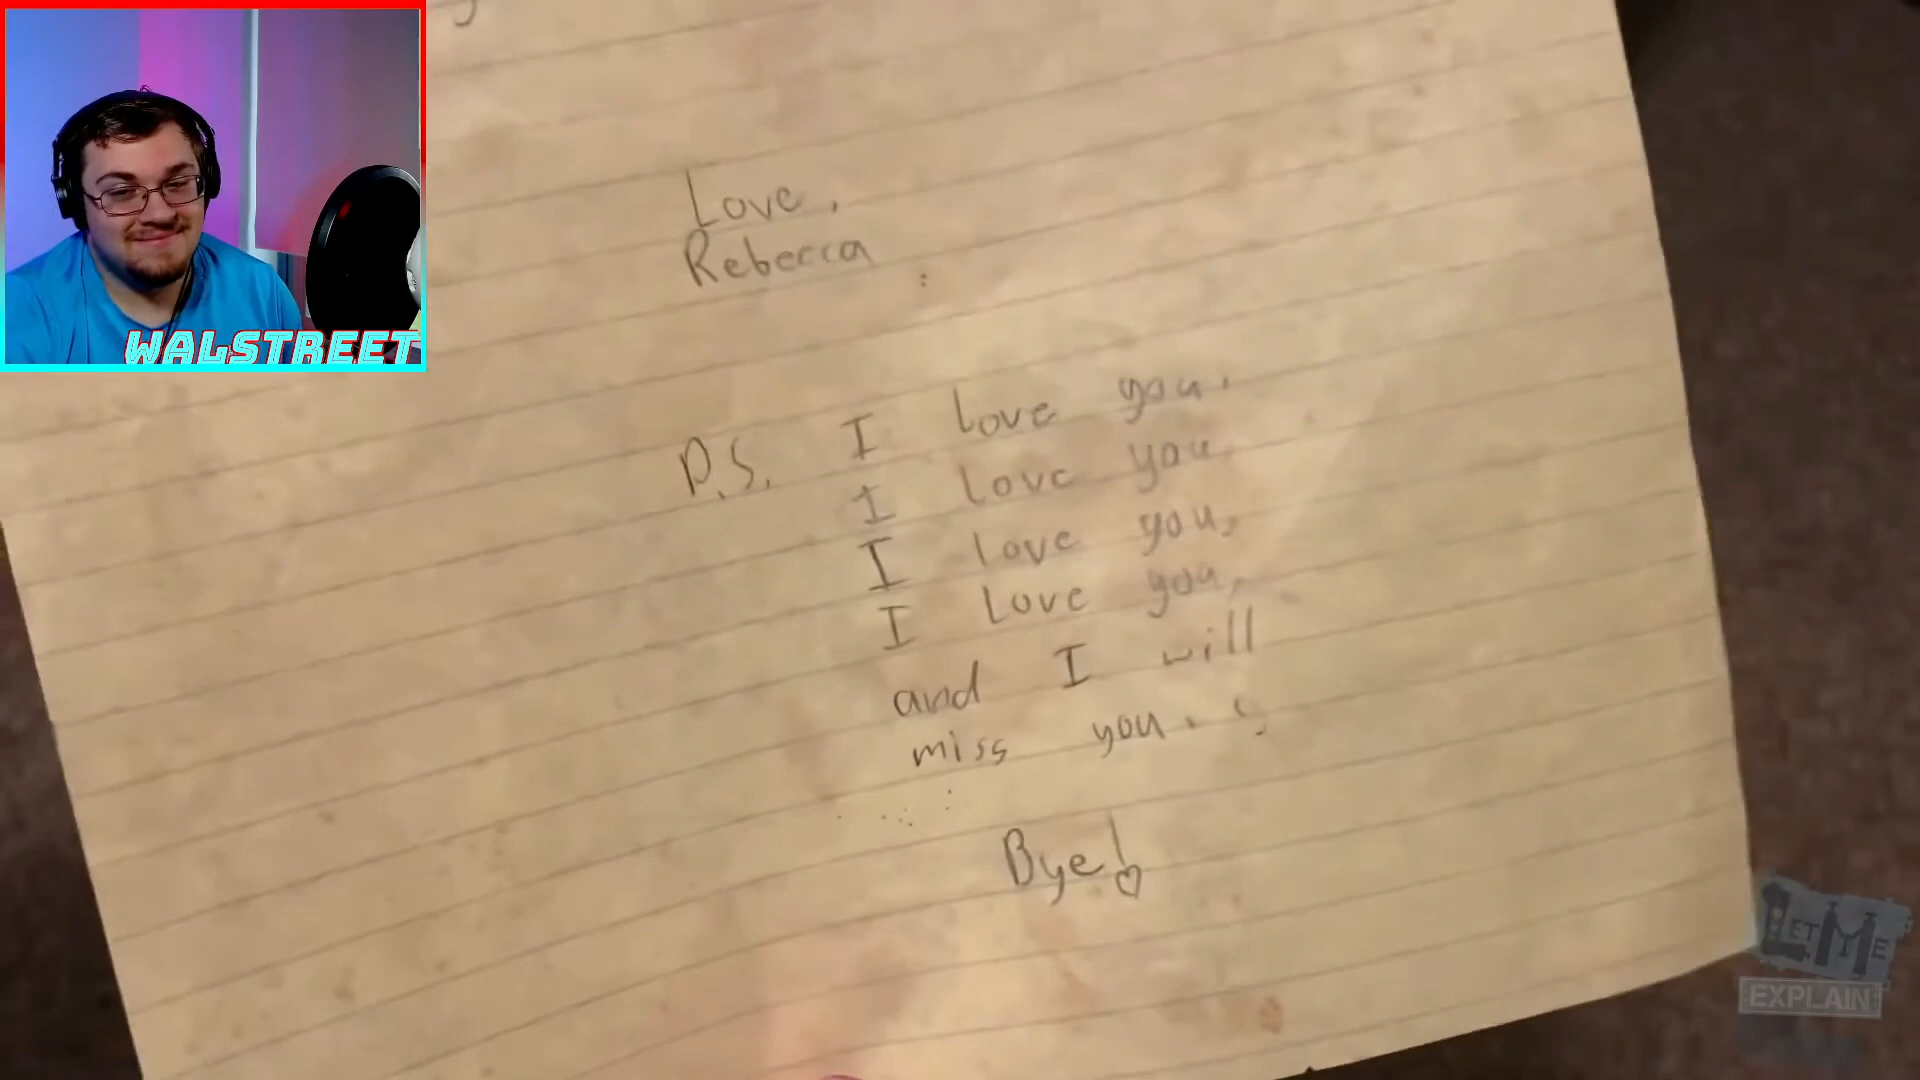 WALSTREET
Love,
Rebecca
P.S. I love you,
I love you,
I love you,
I love you,
and I will
miss you.
Bye!
LET ME
EXPLAIN